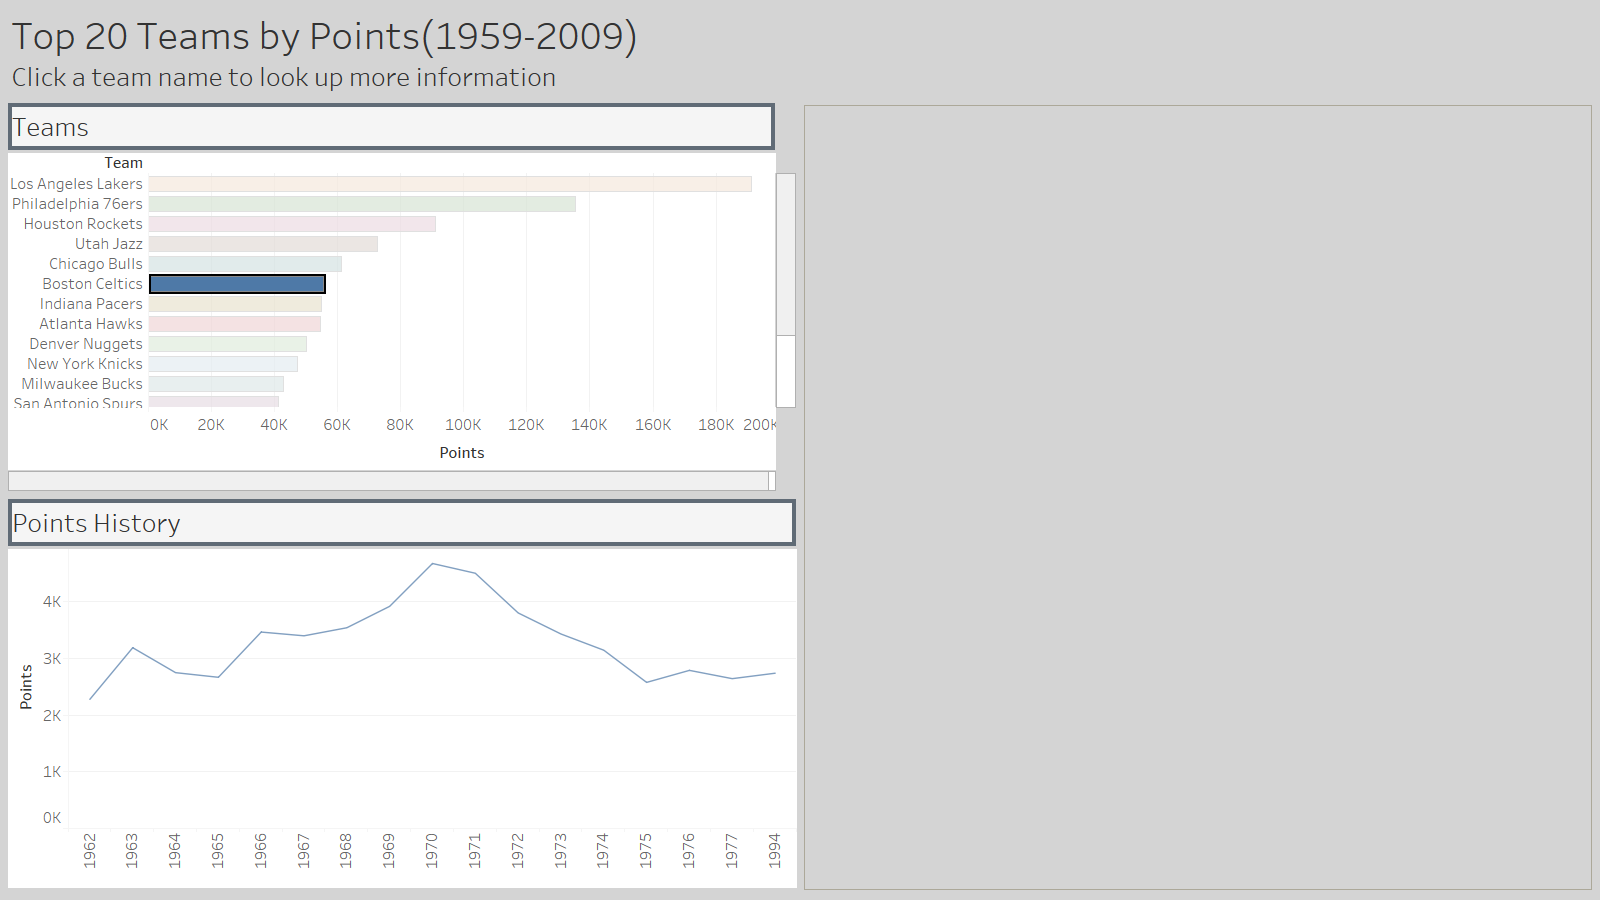 Top 20 Teams by Points(1959-2009)
Click a team name to look up more information
Teams
Team
Los Angeles Lakers
Philadelphia 76ers
Houston Rockets
Utah Jazz
Chicago Bulls
Boston Celtics
Indiana Pacers
Atlanta Hawks
Denver Nuggets
New York Knicks
Milwaukee Bucks
San Antonio Spurs
0K 20K 40K 60K 80K 100K 120K 140K 160K 180K 200K
Points
Points History
Points
4K
3K
2K
1K
0K
1962 1963 1964 1965 1966 1967 1968 1969 1970 1971 1972 1973 1974 1975 1976 1977 1994